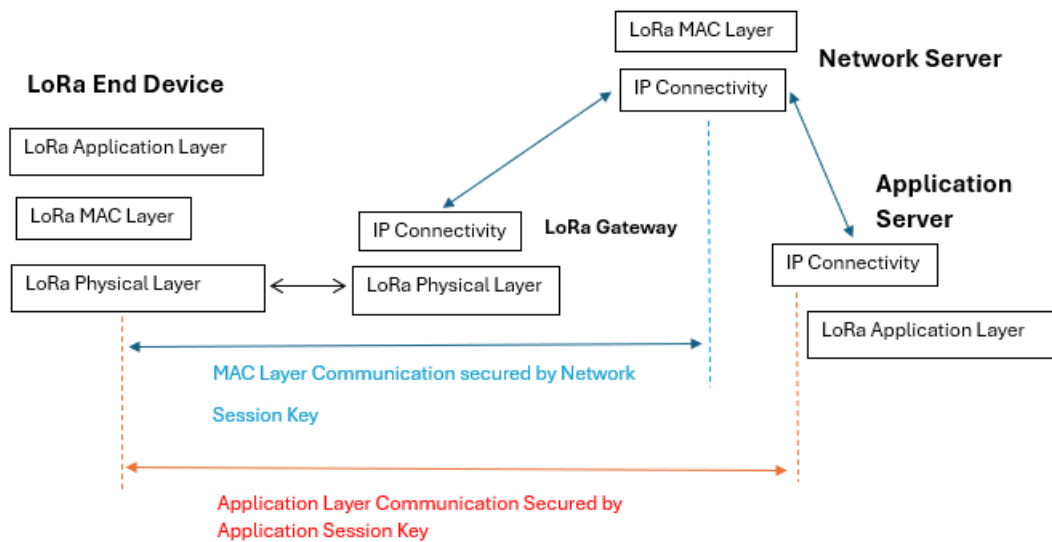 LoRa MAC Layer
Network Server
IP Connectivity
LoRa End Device
LoRa Application Layer
LoRa MAC Layer
LoRa Physical Layer
IP Connectivity
LoRa Gateway
LoRa Physical Layer
Application
Server
IP Connectivity
LoRa Application Layer
MAC Layer Communication secured by Network
Session Key
Application Layer Communication Secured by
Application Session Key